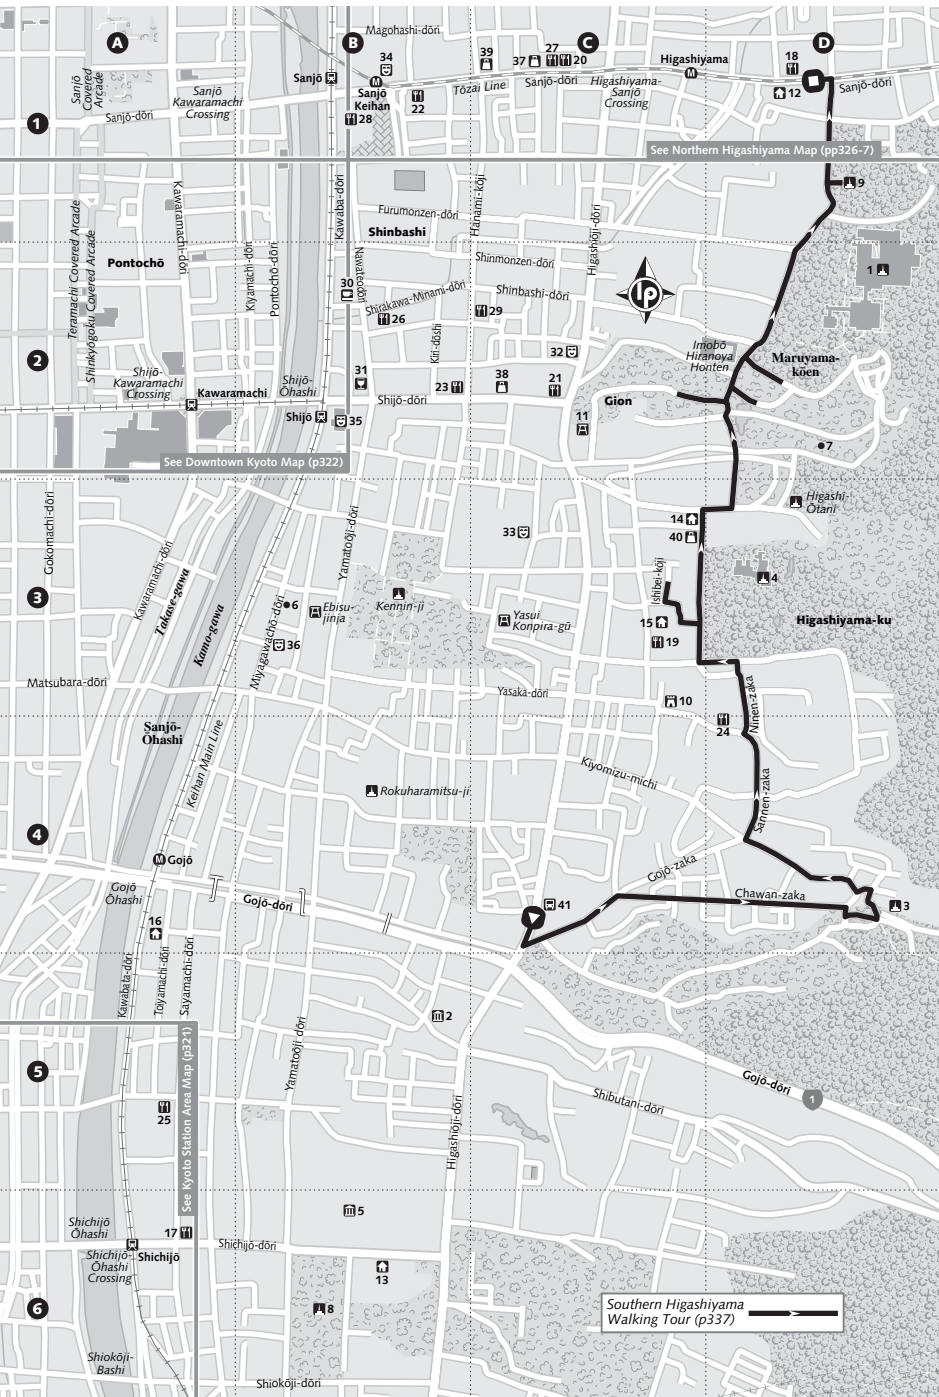 A
B
C
D
Magohashi-dōri
39
27
37
20
34
Higashiyama
M
18
Sanjō
Covered
Arcade
Sanjō
M
Sanjō
Keihan
Sanjō-dōri
Higashiyama-
Sanjō
Crossing
Tōzai Line
12
Sanjō-dōri
Sanjō
Kawaramachi
Crossing
22
28
1
Sanjō-dōri
See Northern Higashiyama Map (pp326-7)
9
Kawaramachi-dōri
Kawaba-dōri
Hanami-kōji
Furumonzen-dōri
Shinbashi
Higashiōji-dōri
Teramachi Covered Arcade
Shinkyōgoku Covered Arcade
Pontochō
Kiyamachi-dōri
Pontochō-dōri
Nawatedōri
Shinmonzen-dōri
1
30
Shirakawa-Minami-dōri
Shinbashi-dōri
lp
26
29
Kiri-dōshi
32
Imobō
Hiranoya
Honten
Maruyama-
kōen
2
Shijō-
Kawaramachi
Crossing
Kawaramachi
Shijō-
Ōhashi
31
23
38
21
Shijō-dōri
Gion
Shijō
35
11
7
See Downtown Kyoto Map (p322)
Gokomachi-dōri
Higashi-
Ōtani
14
40
33
Yamatoōji-dōri
Kawaramachi-dōri
Takase-gawa
Kamo-gawa
Ishibei-kōji
4
3
6
Ebisu-
jinja
Kennin-ji
Yasui
Konpira-gū
15
Higashiyama-ku
19
36
Miyagawachō-dōri
Matsubara-dōri
Yasaka-dōri
10
Ninen-zaka
24
Sanjō-
Ōhashi
Keihan Main Line
Kiyomizu-michi
Rokuharamitsu-ji
Sannen-zaka
4
M
Gojō
Gojō-zaka
Gojō
Ōhashi
Gojō-dōri
Chawan-zaka
41
3
16
Kawabata-dōri
Toiyamachi-dōri
Sayamachi-dōri
2
See Kyoto Station Area Map (p321)
Yamatoōji-dōri
5
Gojō-dōri
1
25
Shibutani-dōri
Higashiōji-dōri
5
Shichijō
Ōhashi
17
Shichijō-dōri
Shichijō
Shichijō-
Ōhashi
Crossing
13
6
8
Southern Higashiyama
Walking Tour (p337)
Shiokōji-
Bashi
Shiokōji-dōri